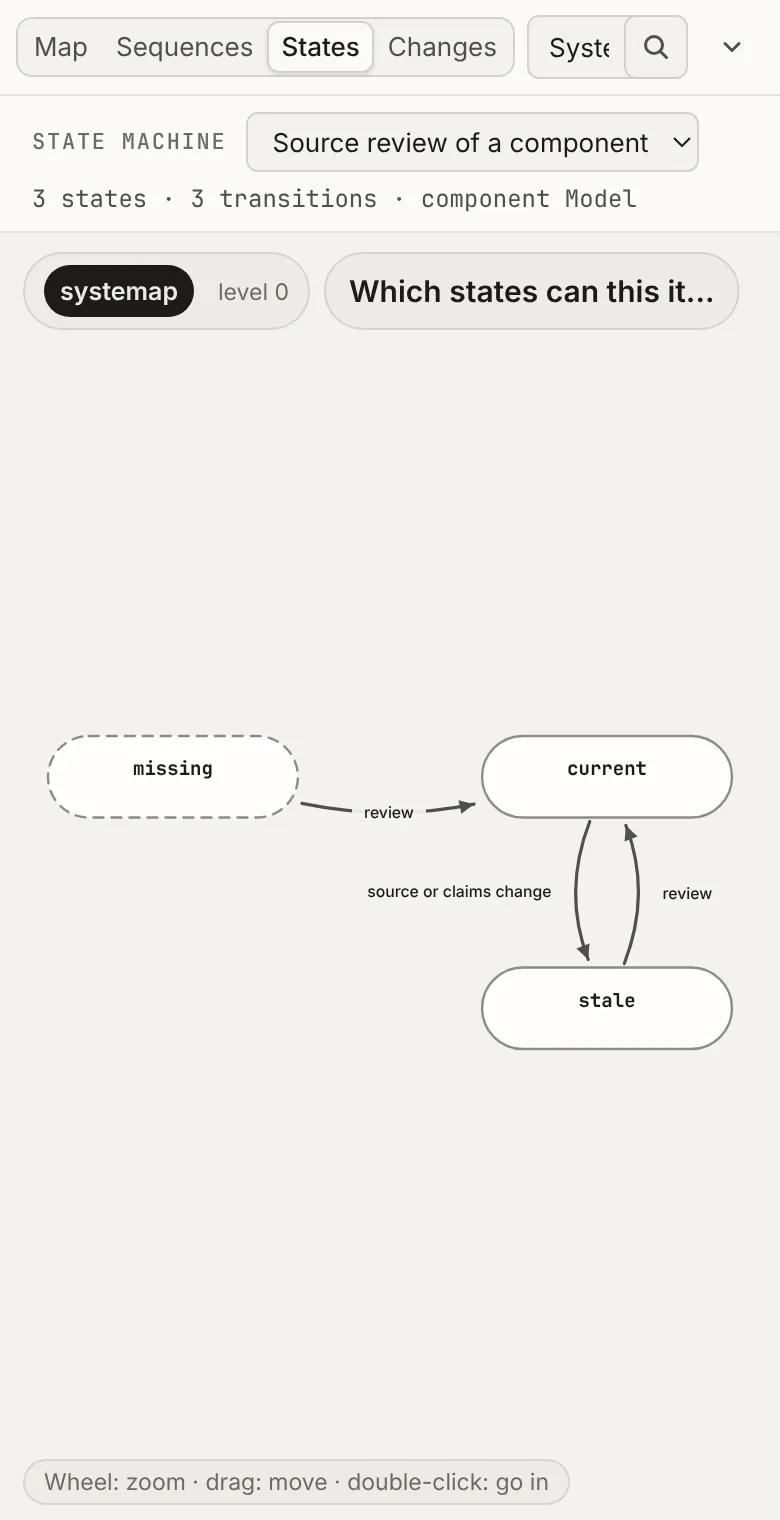 Map Sequences States Changes Syste
STATE MACHINE Source review of a component
3 states · 3 transitions · component Model
systemap level 0 Which states can this it...
missing
current
review
source or claims change
review
stale
Wheel: zoom · drag: move · double-click: go in